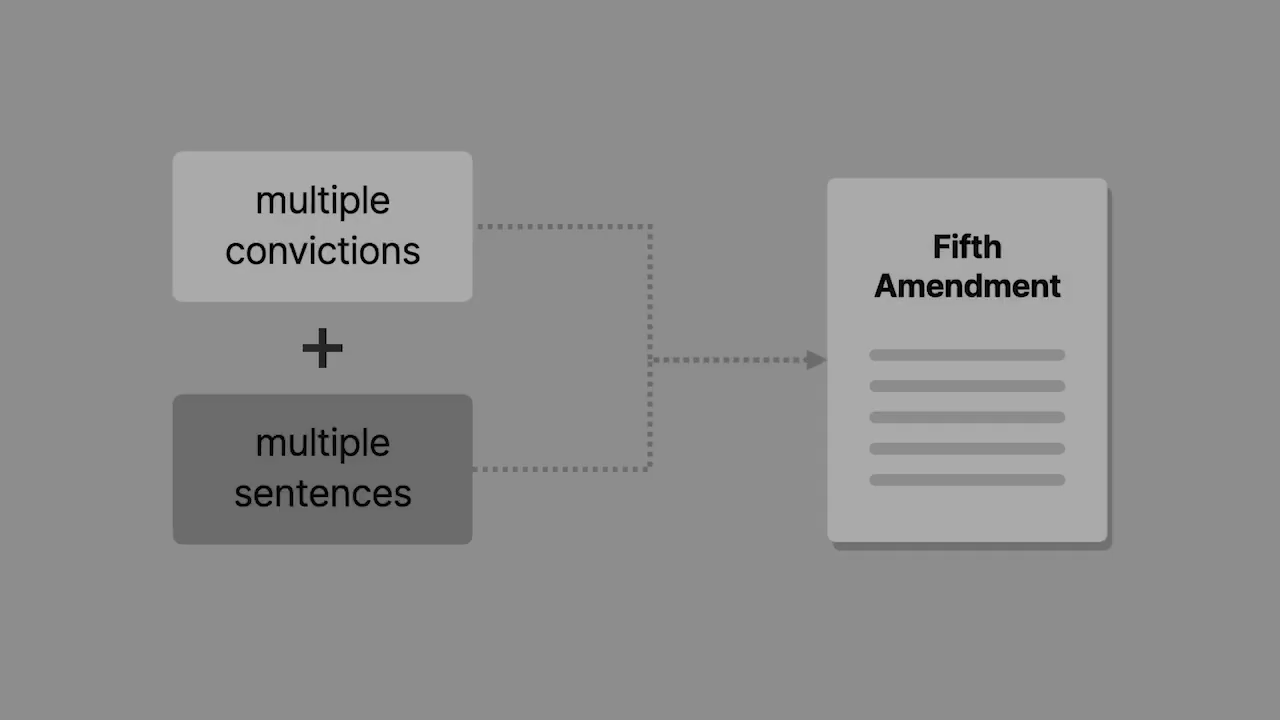 multiple
convictions
+
multiple
sentences
Fifth
Amendment